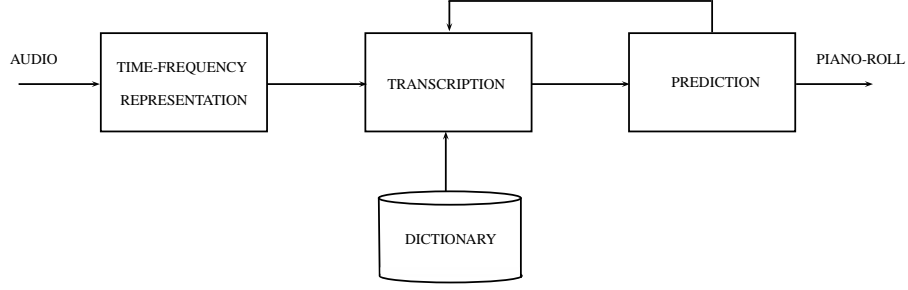 AUDIO
TIME-FREQUENCY
REPRESENTATION
TRANSCRIPTION
PREDICTION
PIANO-ROLL
DICTIONARY